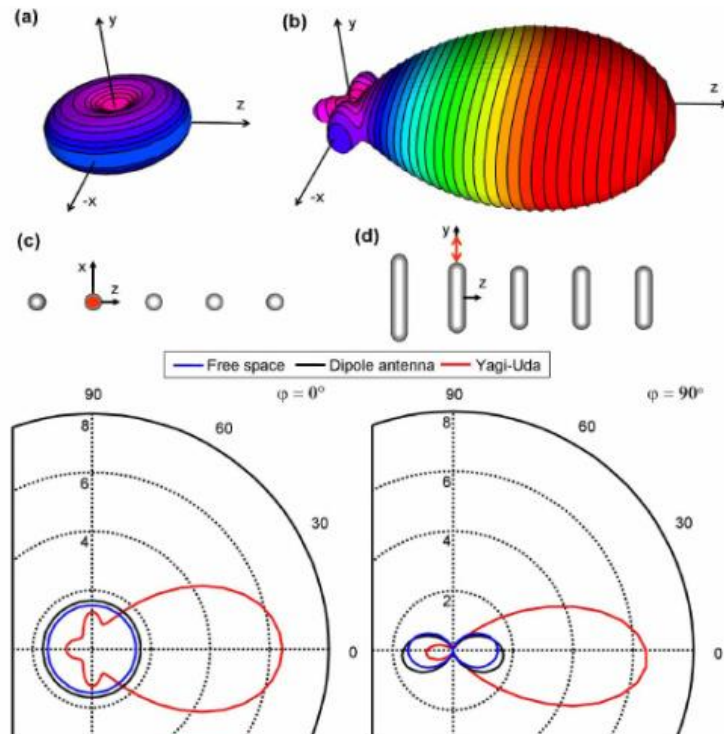 (a)
y
z
-x
(b)
y
z
-x
(c)
x
z
(d)
y
z
Free space Dipole antenna Yagi-Uda
90
φ = 0°
8
60
6
30
4
0
90
φ = 90°
8
60
6
30
4
2
0